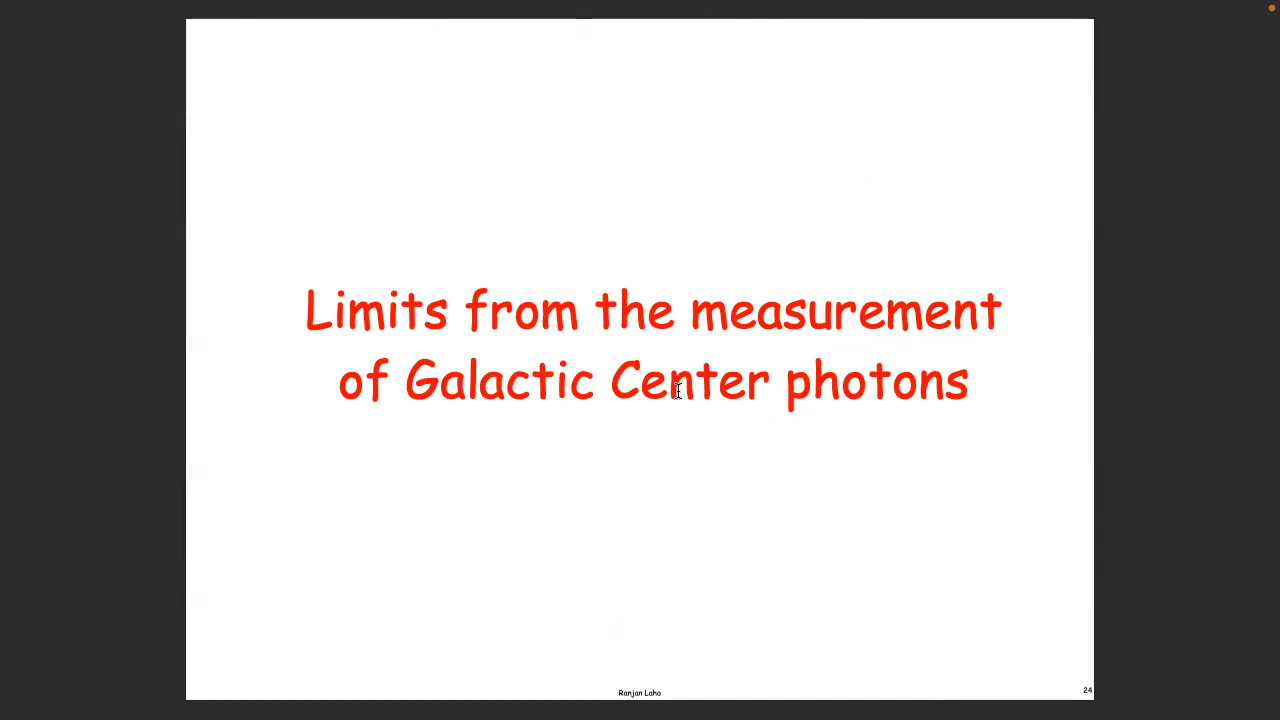 Limits from the measurement
of Galactic Center photons
Ranjan Laha
24